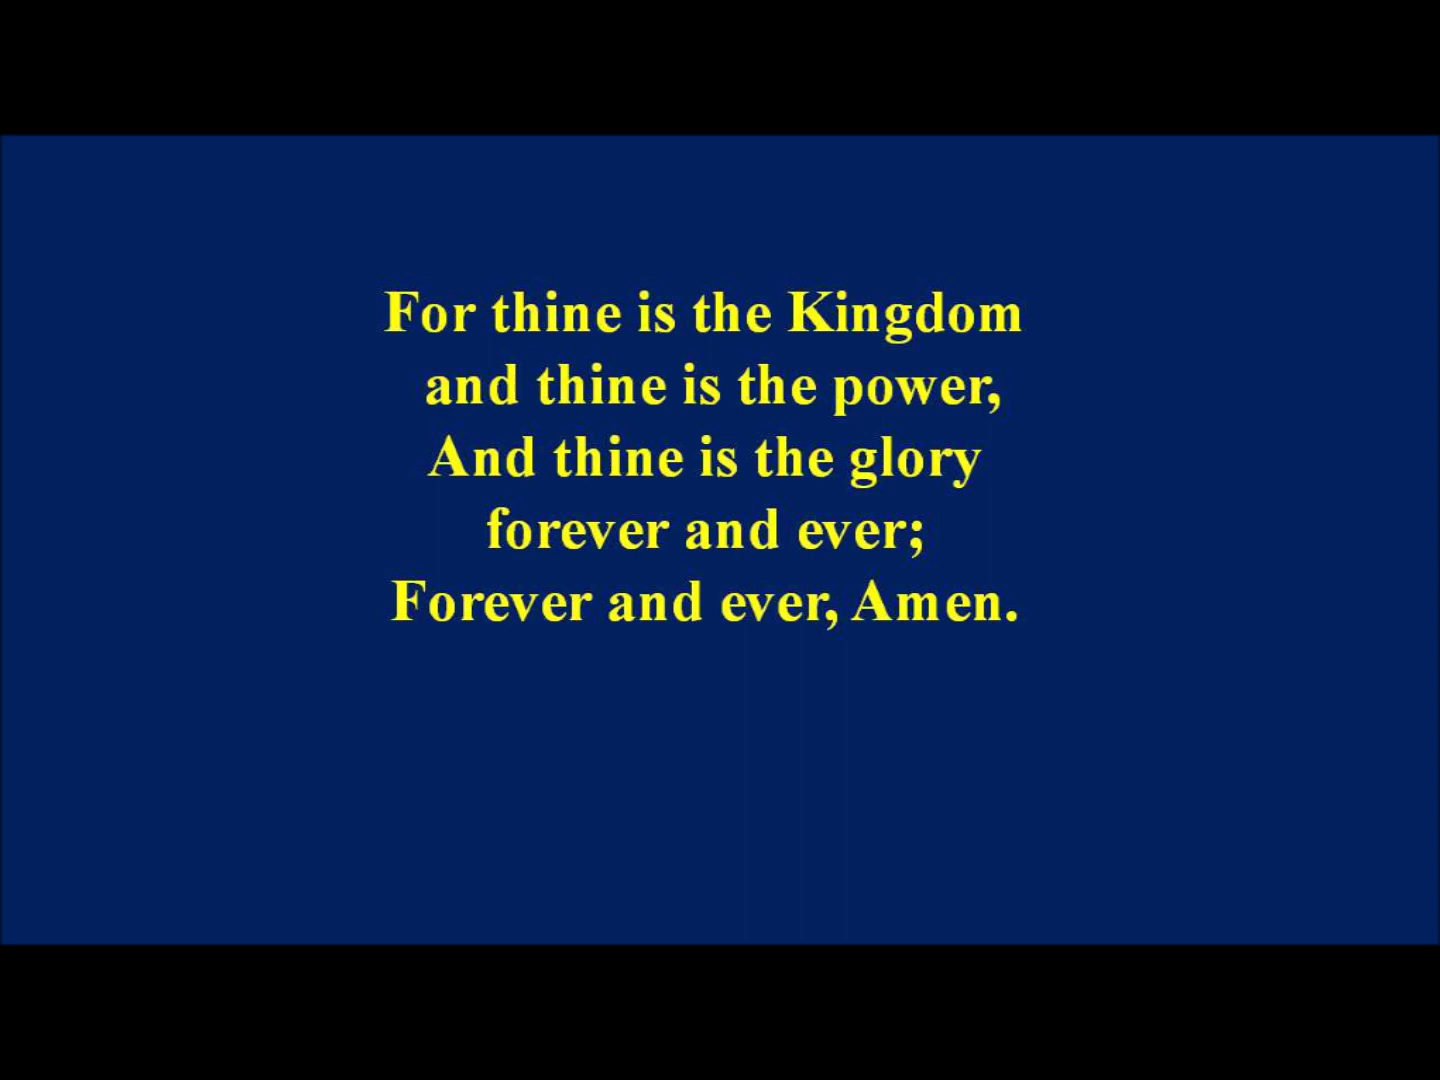 For thine is the Kingdom
and thine is the power,
And thine is the glory
forever and ever;
Forever and ever, Amen.